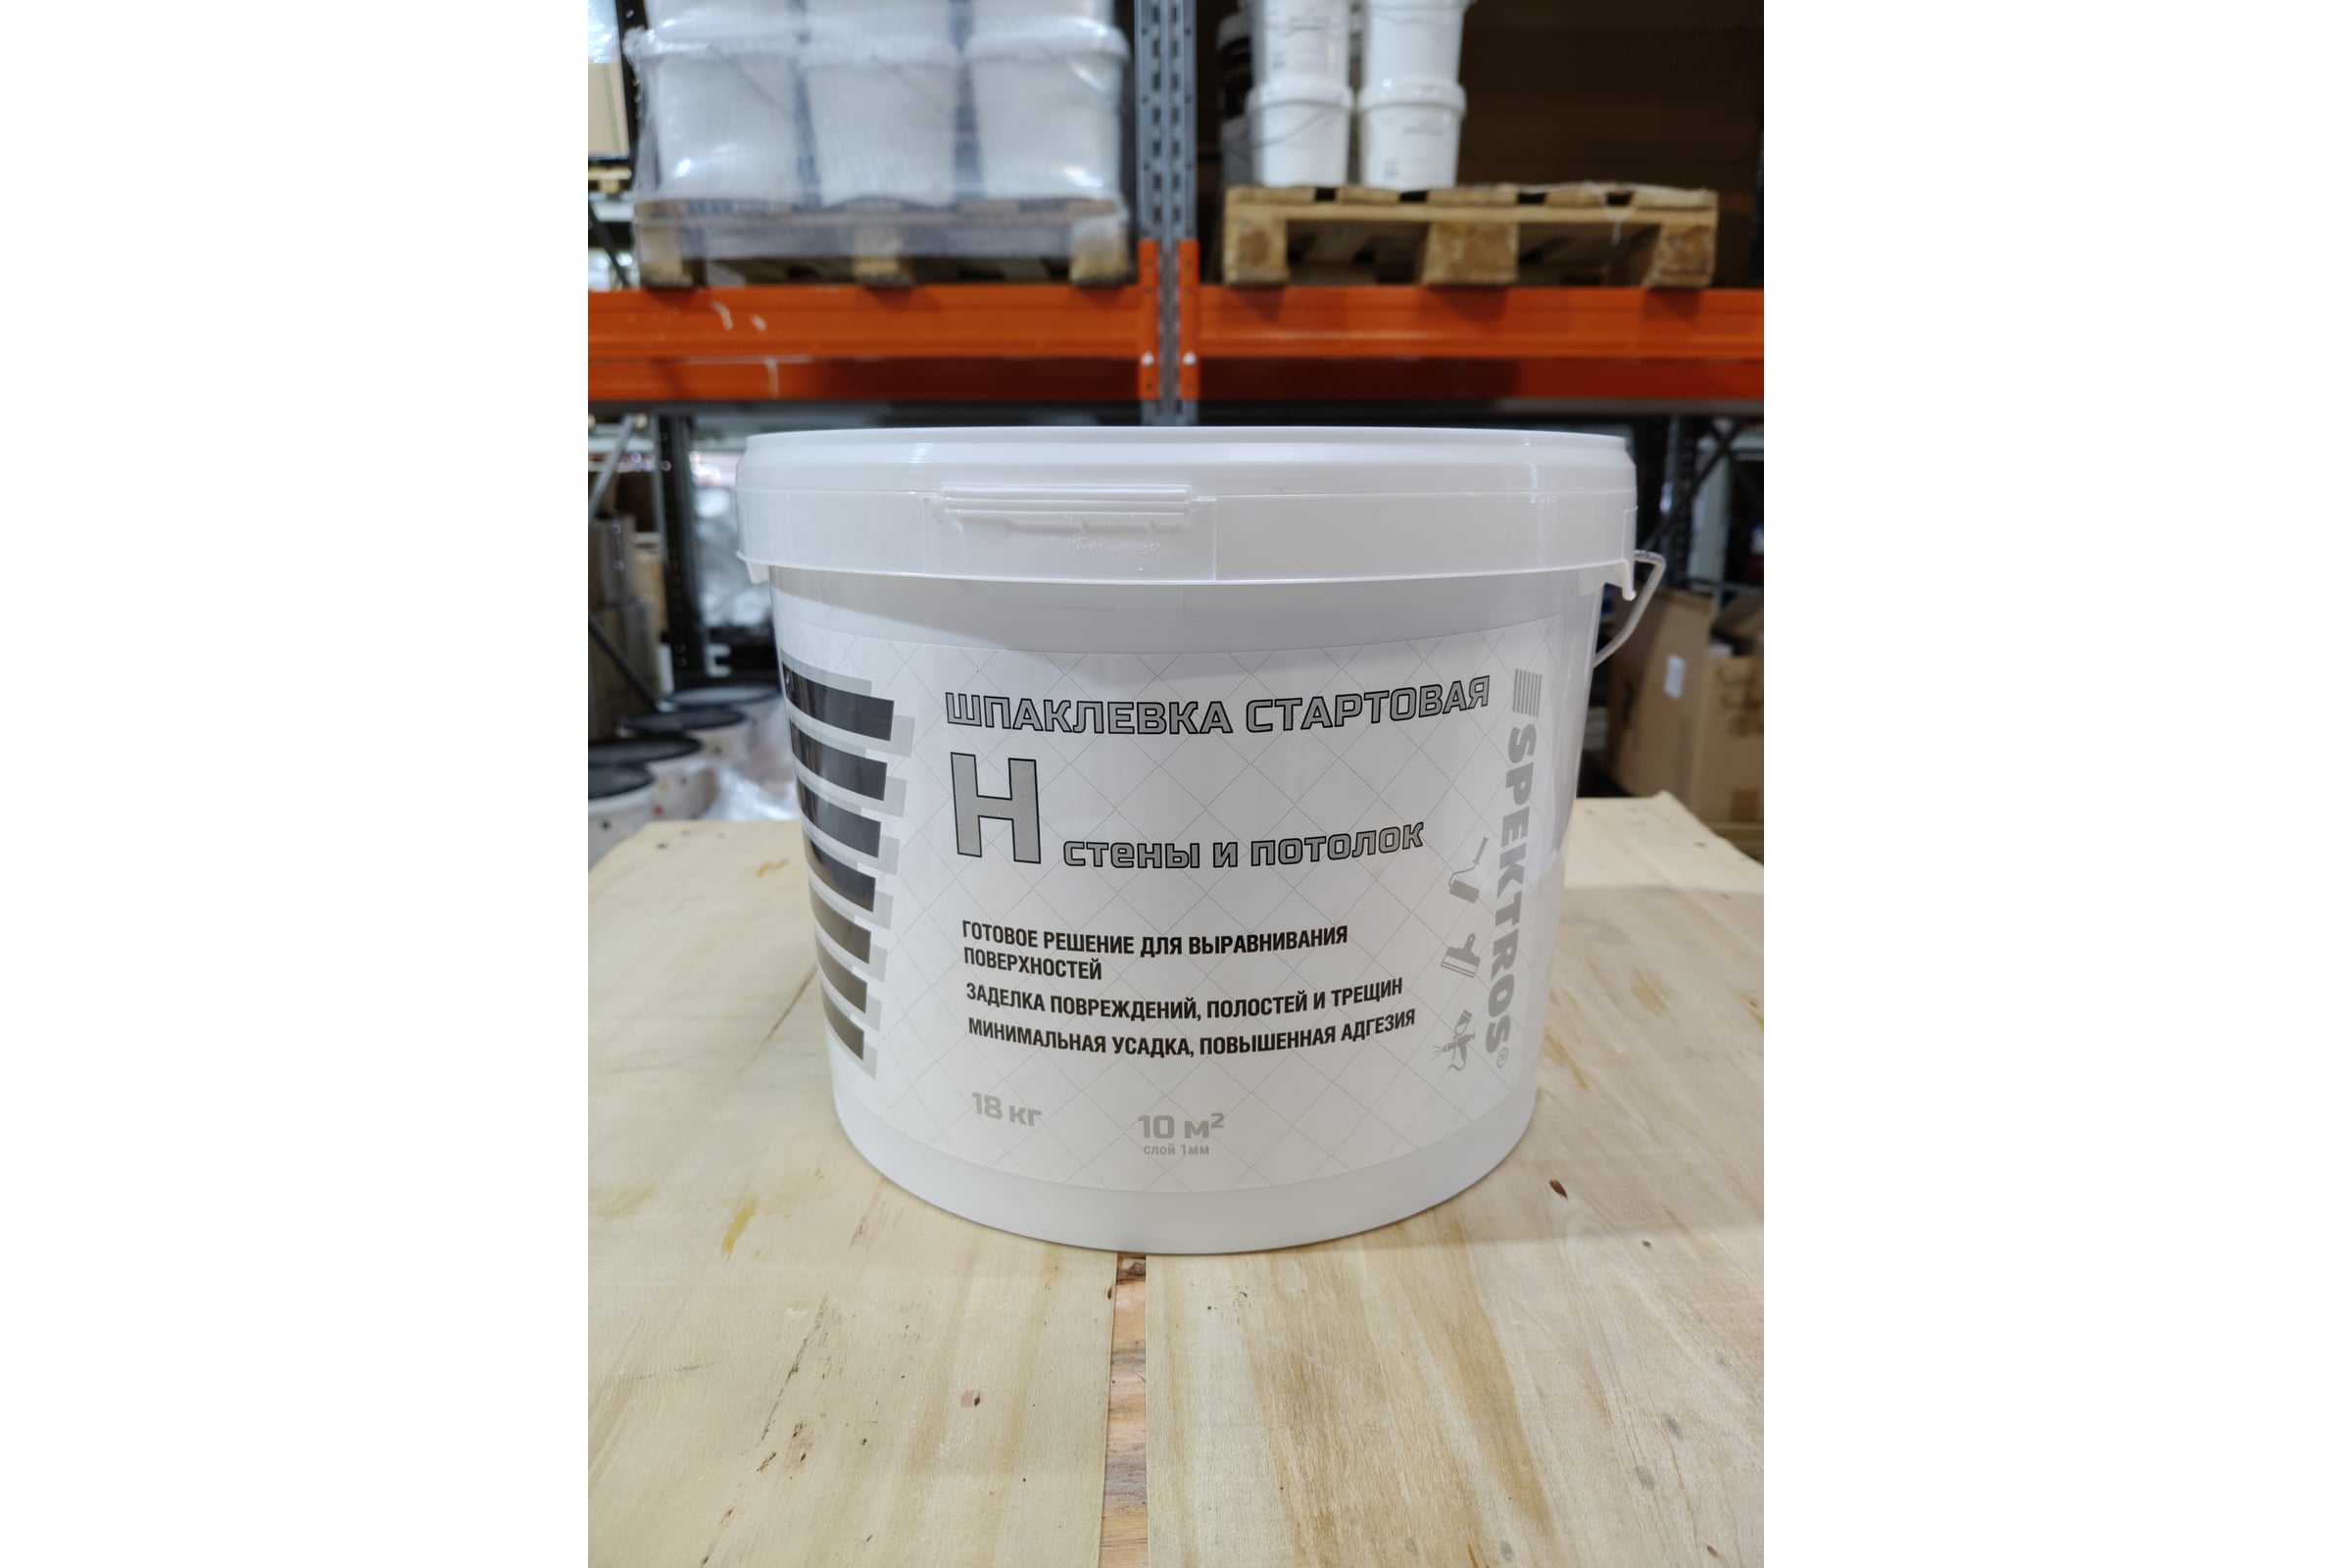 ШПАКЛЕВКА СТАРТОВАЯ
Н стены и потолок
ГОТОВОЕ РЕШЕНИЕ ДЛЯ ВЫРАВНИВАНИЯ
ПОВЕРХНОСТЕЙ
ЗАДЕЛКА ПОВРЕЖДЕНИЙ, ПОЛОСТЕЙ И ТРЕЩИН
МИНИМАЛЬНАЯ УСАДКА, ПОВЫШЕННАЯ АДГЕЗИЯ
18 кг
10 м²
слой 1мм
SPEKTROS®